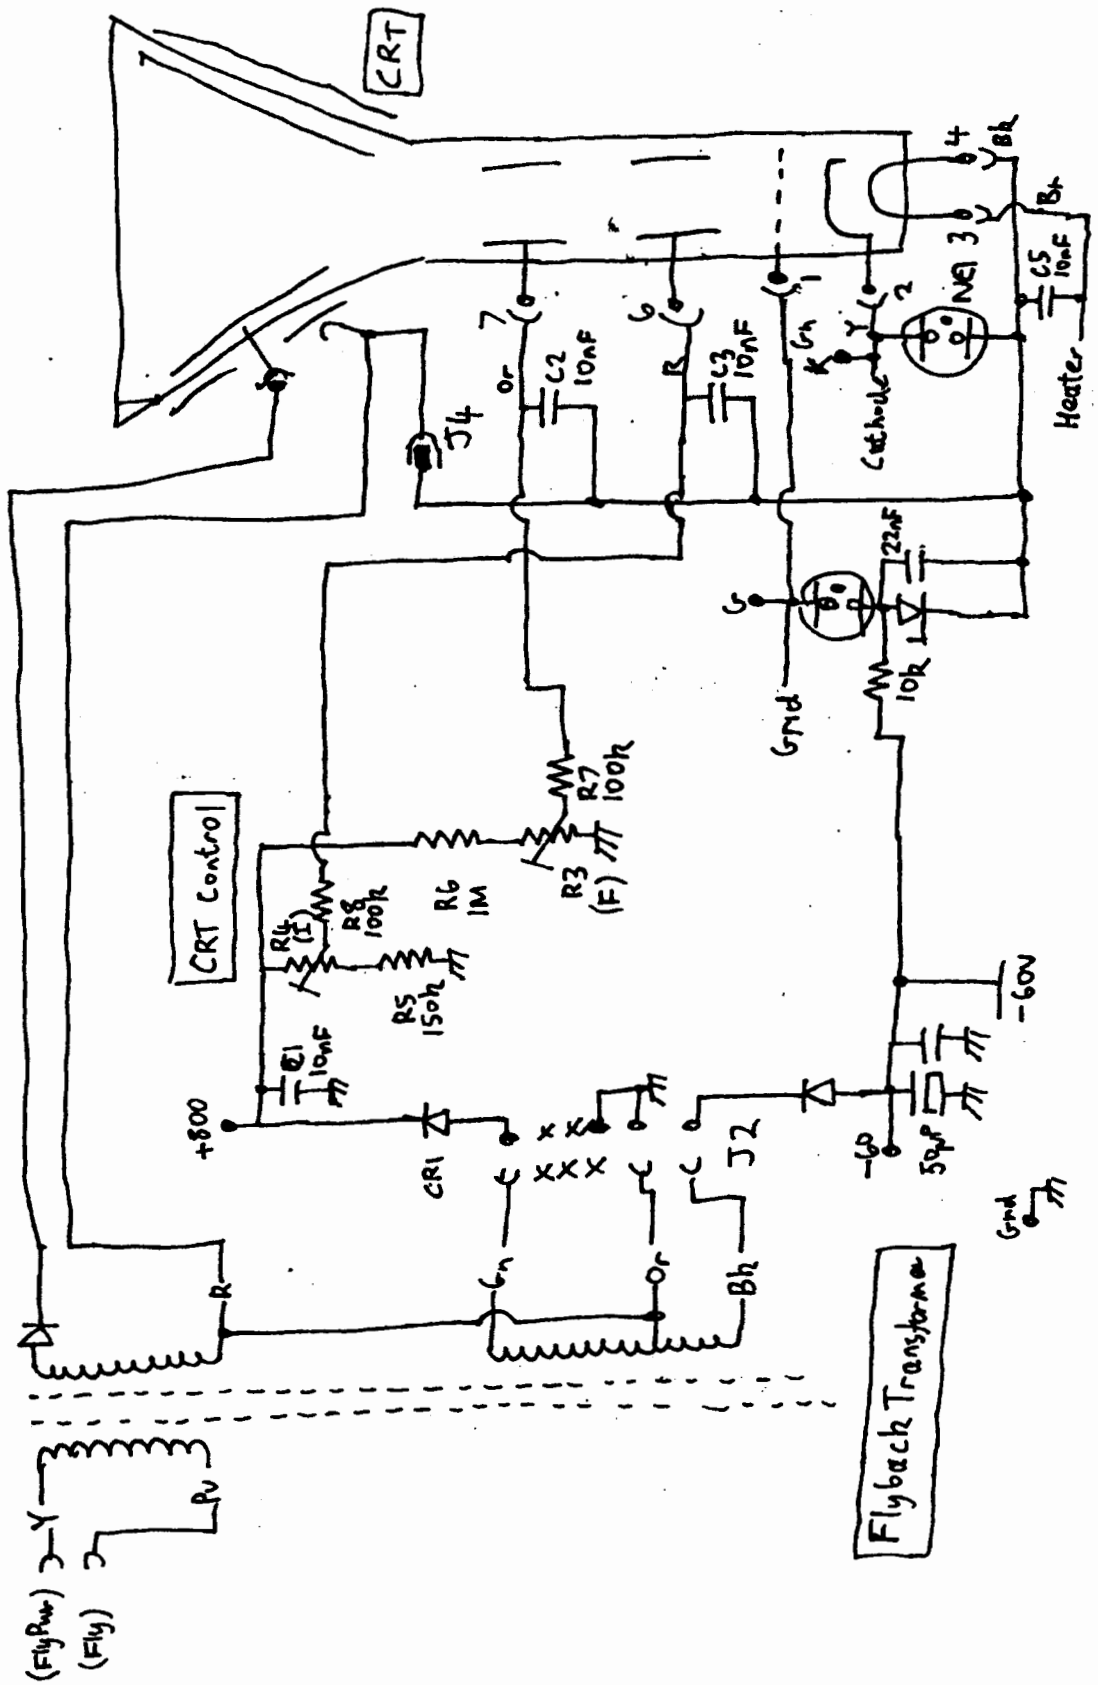 (FlyPwr)
Y
(Fly)
Pu
R
Gn
Or
Bk
Flyback Transformer
+800
CR1
x x
x x x
J2
C1
10nF
CRT Control
R4
(I)
R8
100k
R5
150k
R6
1M
R3
(F)
R7
100k
-60
50µF
-60V
Gnd
Gnd
G
10k
22nF
J4
7
Or
C2
10nF
6
R
C3
10nF
1
Gn
2
Y
K
Cathode
NE1
3
4
Br
Bk
C5
10nF
Heater
CRT